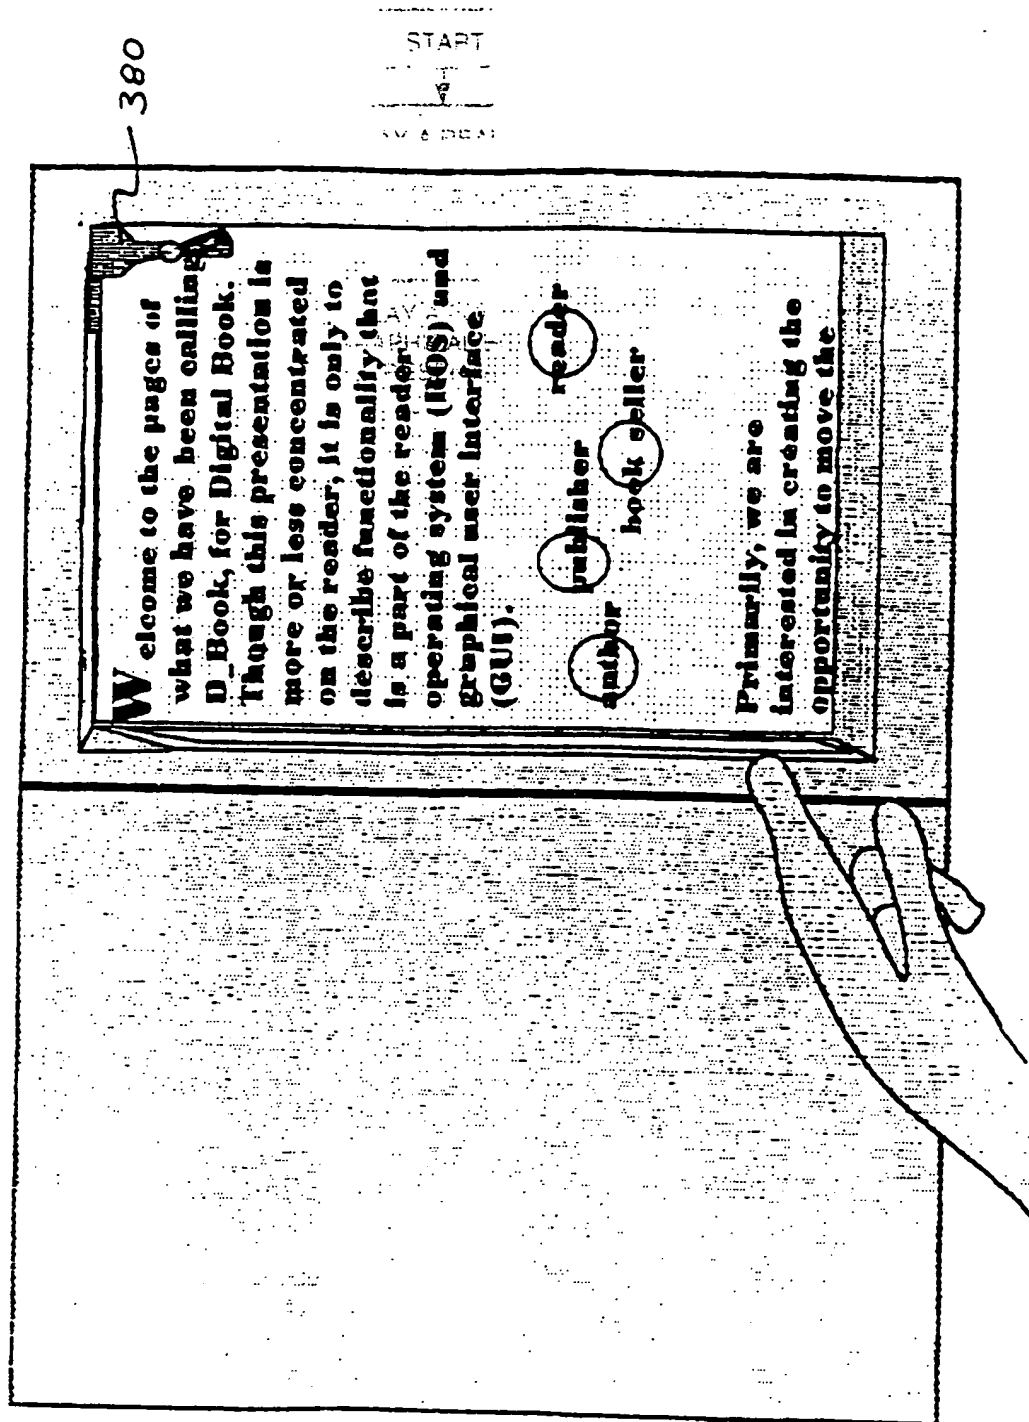 380
START
Welcome to the pages of
what we have been callling
D_Book, for Digital Book.
Though this presentation is
more or less concentrated
on the reader, it is only to
describe functionality that
is a part of the reader
operating system (ROS) and
graphical user interface
(GUI).
author publisher reader
book seller
Primarily, we are
interested in creating the
opportunity to move the